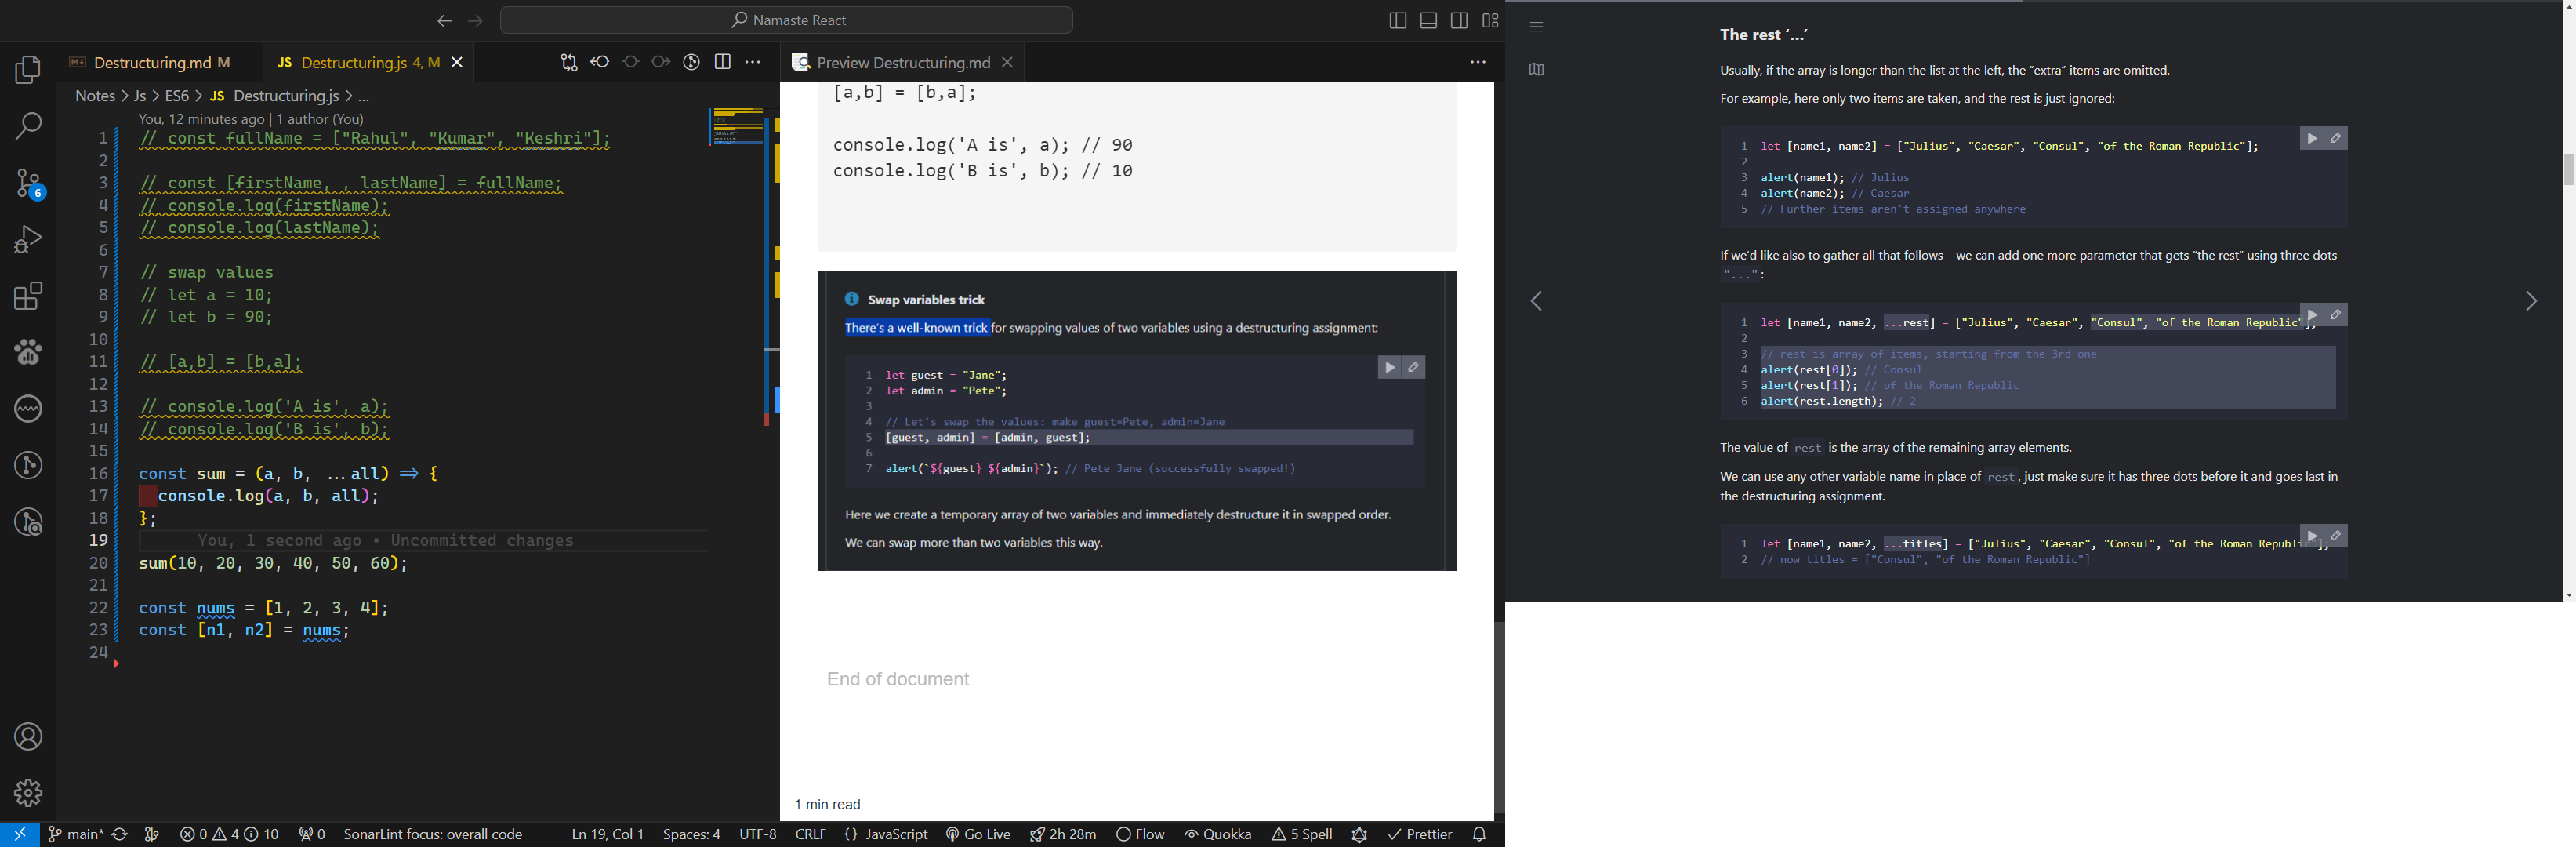 Namaste React
Destructuring.md M
JS Destructuring.js 4, M
Notes > Js > ES6 > JS Destructuring.js > ...
You, 12 minutes ago | 1 author (You)
1 // const fullName = ["Rahul", "Kumar", "Keshri"];
2
3 // const [firstName, , lastName] = fullName;
4 // console.log(firstName);
5 // console.log(lastName);
6
7 // swap values
8 // let a = 10;
9 // let b = 90;
10
11 // [a,b] = [b,a];
12
13 // console.log('A is', a);
14 // console.log('B is', b);
15
16 const sum = (a, b, ...all) => {
17 console.log(a, b, all);
18 };
19 You, 1 second ago • Uncommitted changes
20 sum(10, 20, 30, 40, 50, 60);
21
22 const nums = [1, 2, 3, 4];
23 const [n1, n2] = nums;
24
6
Preview Destructuring.md
[a,b] = [b,a];
console.log('A is', a); // 90
console.log('B is', b); // 10
Swap variables trick
There's a well-known trick for swapping values of two variables using a destructuring assignment:
1 let guest = "Jane";
2 let admin = "Pete";
3
4 // Let's swap the values: make guest=Pete, admin=Jane
5 [guest, admin] = [admin, guest];
6
7 alert(`${guest} ${admin}`); // Pete Jane (successfully swapped!)
Here we create a temporary array of two variables and immediately destructure it in swapped order.
We can swap more than two variables this way.
End of document
1 min read
main* 0 4 10 0 SonarLint focus: overall code Ln 19, Col 1 Spaces: 4 UTF-8 CRLF {} JavaScript Go Live 2h 28m Flow Quokka 5 Spell Prettier
The rest ‘…’
Usually, if the array is longer than the list at the left, the “extra” items are omitted.
For example, here only two items are taken, and the rest is just ignored:
1 let [name1, name2] = ["Julius", "Caesar", "Consul", "of the Roman Republic"];
2
3 alert(name1); // Julius
4 alert(name2); // Caesar
5 // Further items aren't assigned anywhere
If we’d like also to gather all that follows – we can add one more parameter that gets “the rest” using three dots
"...":
1 let [name1, name2, ...rest] = ["Julius", "Caesar", "Consul", "of the Roman Republic"];
2
3 // rest is array of items, starting from the 3rd one
4 alert(rest[0]); // Consul
5 alert(rest[1]); // of the Roman Republic
6 alert(rest.length); // 2
The value of rest is the array of the remaining array elements.
We can use any other variable name in place of rest, just make sure it has three dots before it and goes last in
the destructuring assignment.
1 let [name1, name2, ...titles] = ["Julius", "Caesar", "Consul", "of the Roman Republic"];
2 // now titles = ["Consul", "of the Roman Republic"]